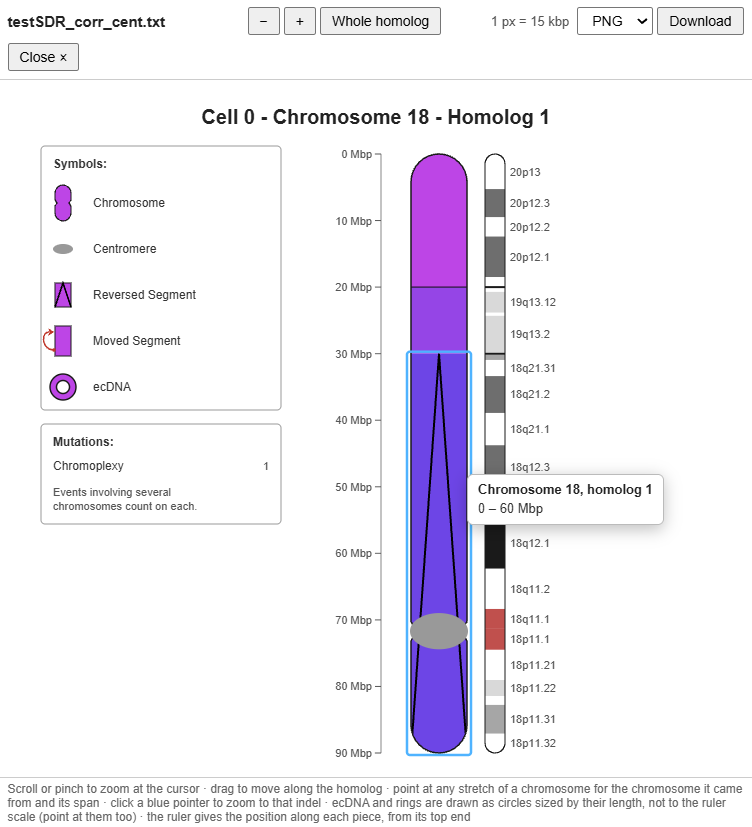 testSDR_corr_cent.txt
−
+
Whole homolog
1 px = 15 kbp
PNG
Download
Close ×
Cell 0 - Chromosome 18 - Homolog 1
Symbols:
Chromosome
Centromere
Reversed Segment
Moved Segment
ecDNA
Mutations:
Chromoplexy 1
Events involving several
chromosomes count on each.
0 Mbp
10 Mbp
20 Mbp
30 Mbp
40 Mbp
50 Mbp
60 Mbp
70 Mbp
80 Mbp
90 Mbp
20p13
20p12.3
20p12.2
20p12.1
19q13.12
19q13.2
18q21.31
18q21.2
18q21.1
18q12.3
Chromosome 18, homolog 1
0 – 60 Mbp
18q12.1
18q11.2
18q11.1
18p11.1
18p11.21
18p11.22
18p11.31
18p11.32
Scroll or pinch to zoom at the cursor · drag to move along the homolog · point at any stretch of a chromosome for the chromosome it came
from and its span · click a blue pointer to zoom to that indel · ecDNA and rings are drawn as circles sized by their length, not to the ruler
scale (point at them too) · the ruler gives the position along each piece, from its top end